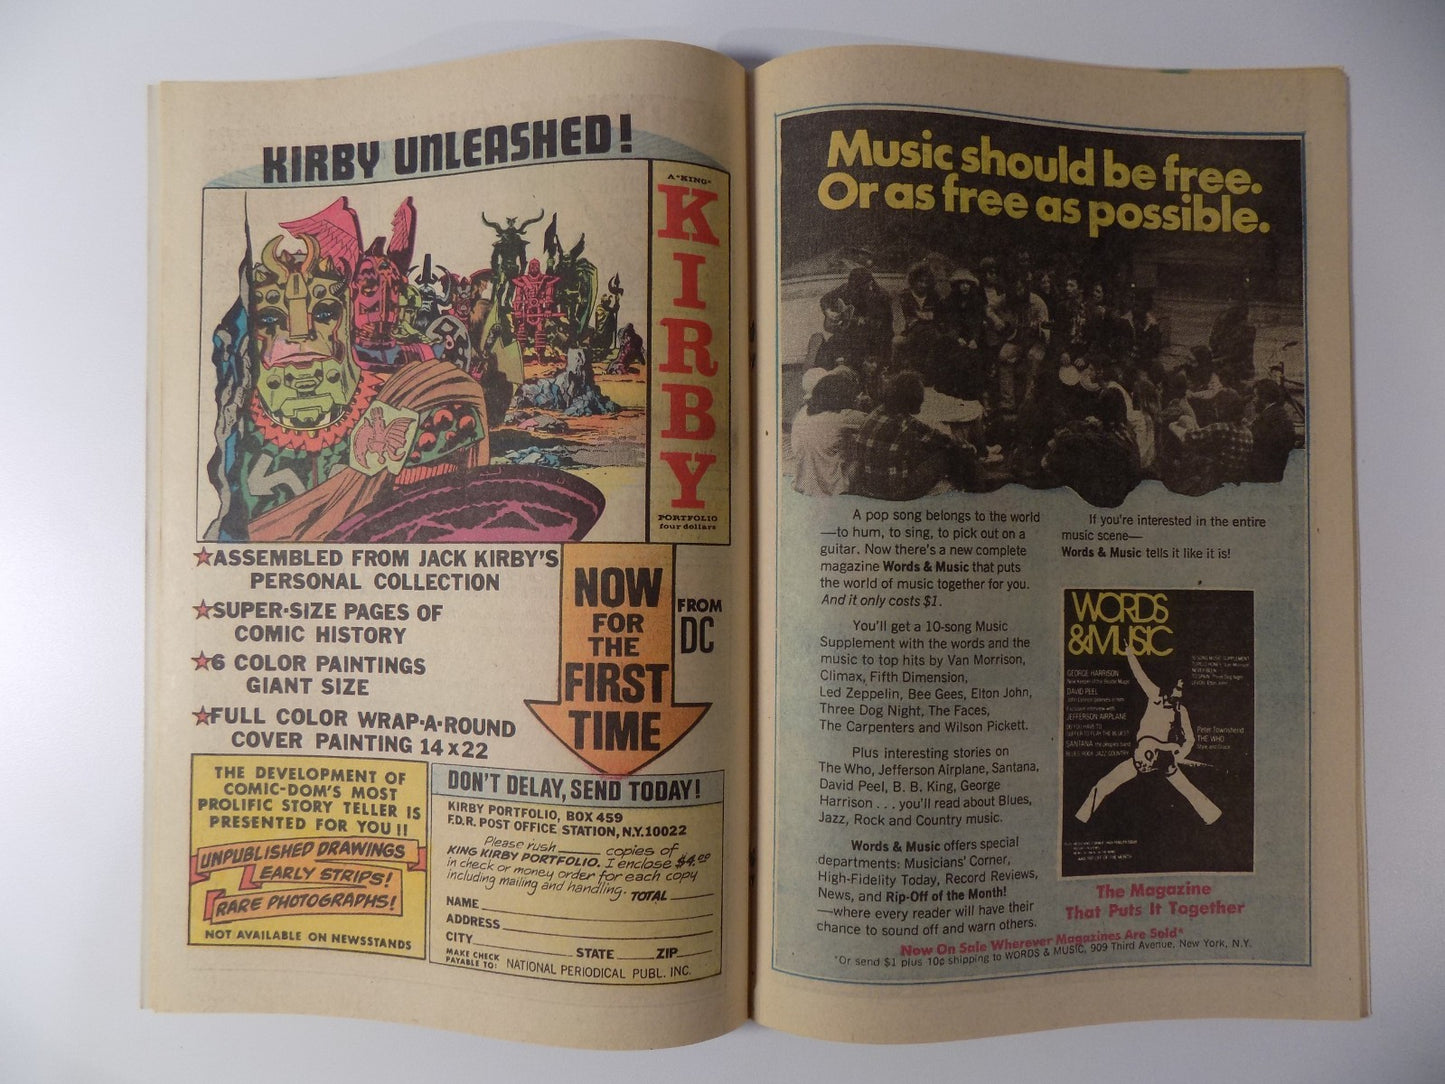 KIRBY UNLEASHED!
A "KING"
KIRBY
PORTFOLIO
four dollars
ASSEMBLED FROM JACK KIRBY'S
PERSONAL COLLECTION
SUPER-SIZE PAGES OF
COMIC HISTORY
6 COLOR PAINTINGS
GIANT SIZE
FULL COLOR WRAP-A-ROUND
COVER PAINTING 14 x 22
NOW
FOR
THE
FIRST
TIME
FROM
DC
THE DEVELOPMENT OF
COMIC-DOM'S MOST
PROLIFIC STORY TELLER IS
PRESENTED FOR YOU !!
UNPUBLISHED DRAWINGS
EARLY STRIPS!
RARE PHOTOGRAPHS!
NOT AVAILABLE ON NEWSSTANDS
DON'T DELAY, SEND TODAY!
KIRBY PORTFOLIO, BOX 459
F.D.R. POST OFFICE STATION, N.Y. 10022
Please rush ______ copies of
KING KIRBY PORTFOLIO. I enclose $4.00
in check or money order for each copy
including mailing and handling. TOTAL
NAME
ADDRESS
CITY STATE ZIP
MAKE CHECK
PAYABLE TO: NATIONAL PERIODICAL PUBL. INC.
Music should be free.
Or as free as possible.
A pop song belongs to the world
—to hum, to sing, to pick out on a
guitar. Now there's a new complete
magazine Words & Music that puts
the world of music together for you.
And it only costs $1.
You'll get a 10-song Music
Supplement with the words and the
music to top hits by Van Morrison,
Climax, Fifth Dimension,
Led Zeppelin, Bee Gees, Elton John,
Three Dog Night, The Faces,
The Carpenters and Wilson Pickett.
Plus interesting stories on
The Who, Jefferson Airplane, Santana,
David Peel, B. B. King, George
Harrison . . . you'll read about Blues,
Jazz, Rock and Country music.
Words & Music offers special
departments: Musicians' Corner,
High-Fidelity Today, Record Reviews,
News, and Rip-Off of the Month!
—where every reader will have their
chance to sound off and warn others.
If you're interested in the entire
music scene—
Words & Music tells it like it is!
WORDS
&MUSIC
GEORGE HARRISON
DAVID PEEL
JEFFERSON AIRPLANE
SANTANA
BLUES ROCK JAZZ COUNTRY
Peter Townshend
THE WHO
The Magazine
That Puts It Together
Now On Sale Wherever Magazines Are Sold*
*Or send $1 plus 10¢ shipping to WORDS & MUSIC, 909 Third Avenue, New York, N.Y.